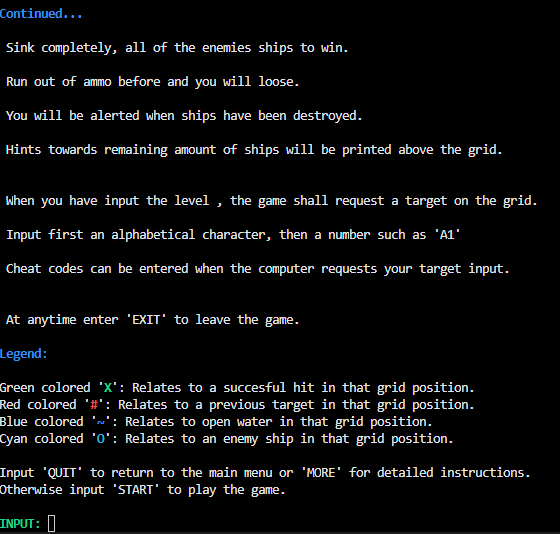 Continued...
Sink completely, all of the enemies ships to win.
Run out of ammo before and you will loose.
You will be alerted when ships have been destroyed.
Hints towards remaining amount of ships will be printed above the grid.
When you have input the level , the game shall request a target on the grid.
Input first an alphabetical character, then a number such as 'A1'
Cheat codes can be entered when the computer requests your target input.
At anytime enter 'EXIT' to leave the game.
Legend:
Green colored 'X': Relates to a succesful hit in that grid position.
Red colored '#': Relates to a previous target in that grid position.
Blue colored '~': Relates to open water in that grid position.
Cyan colored 'O': Relates to an enemy ship in that grid position.
Input 'QUIT' to return to the main menu or 'MORE' for detailed instructions.
Otherwise input 'START' to play the game.
INPUT: